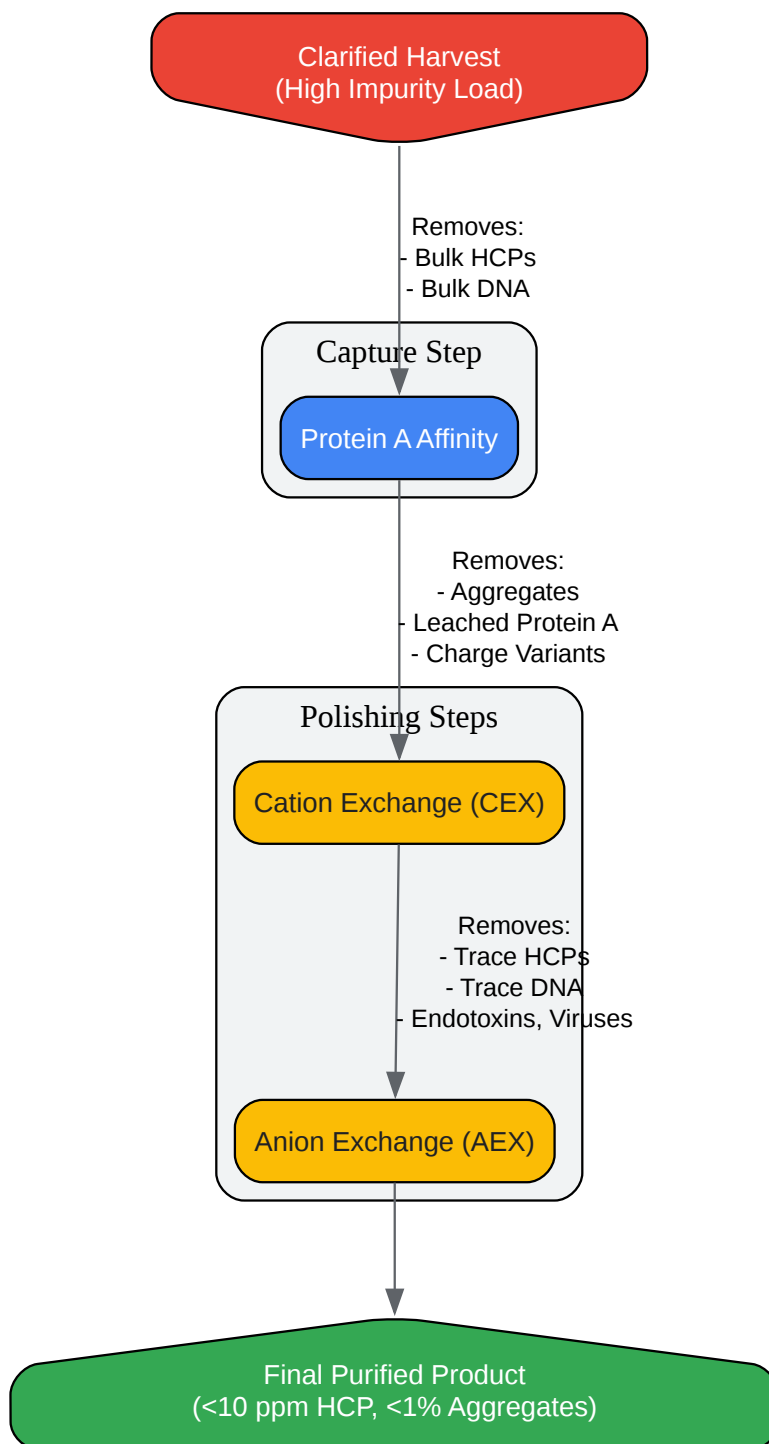 Clarified Harvest
(High Impurity Load)
Removes:
- Bulk HCPs
- Bulk DNA
Capture Step
Protein A Affinity
Removes:
- Aggregates
- Leached Protein A
- Charge Variants
Polishing Steps
Cation Exchange (CEX)
Removes:
- Trace HCPs
- Trace DNA
- Endotoxins, Viruses
Anion Exchange (AEX)
Final Purified Product
(<10 ppm HCP, <1% Aggregates)